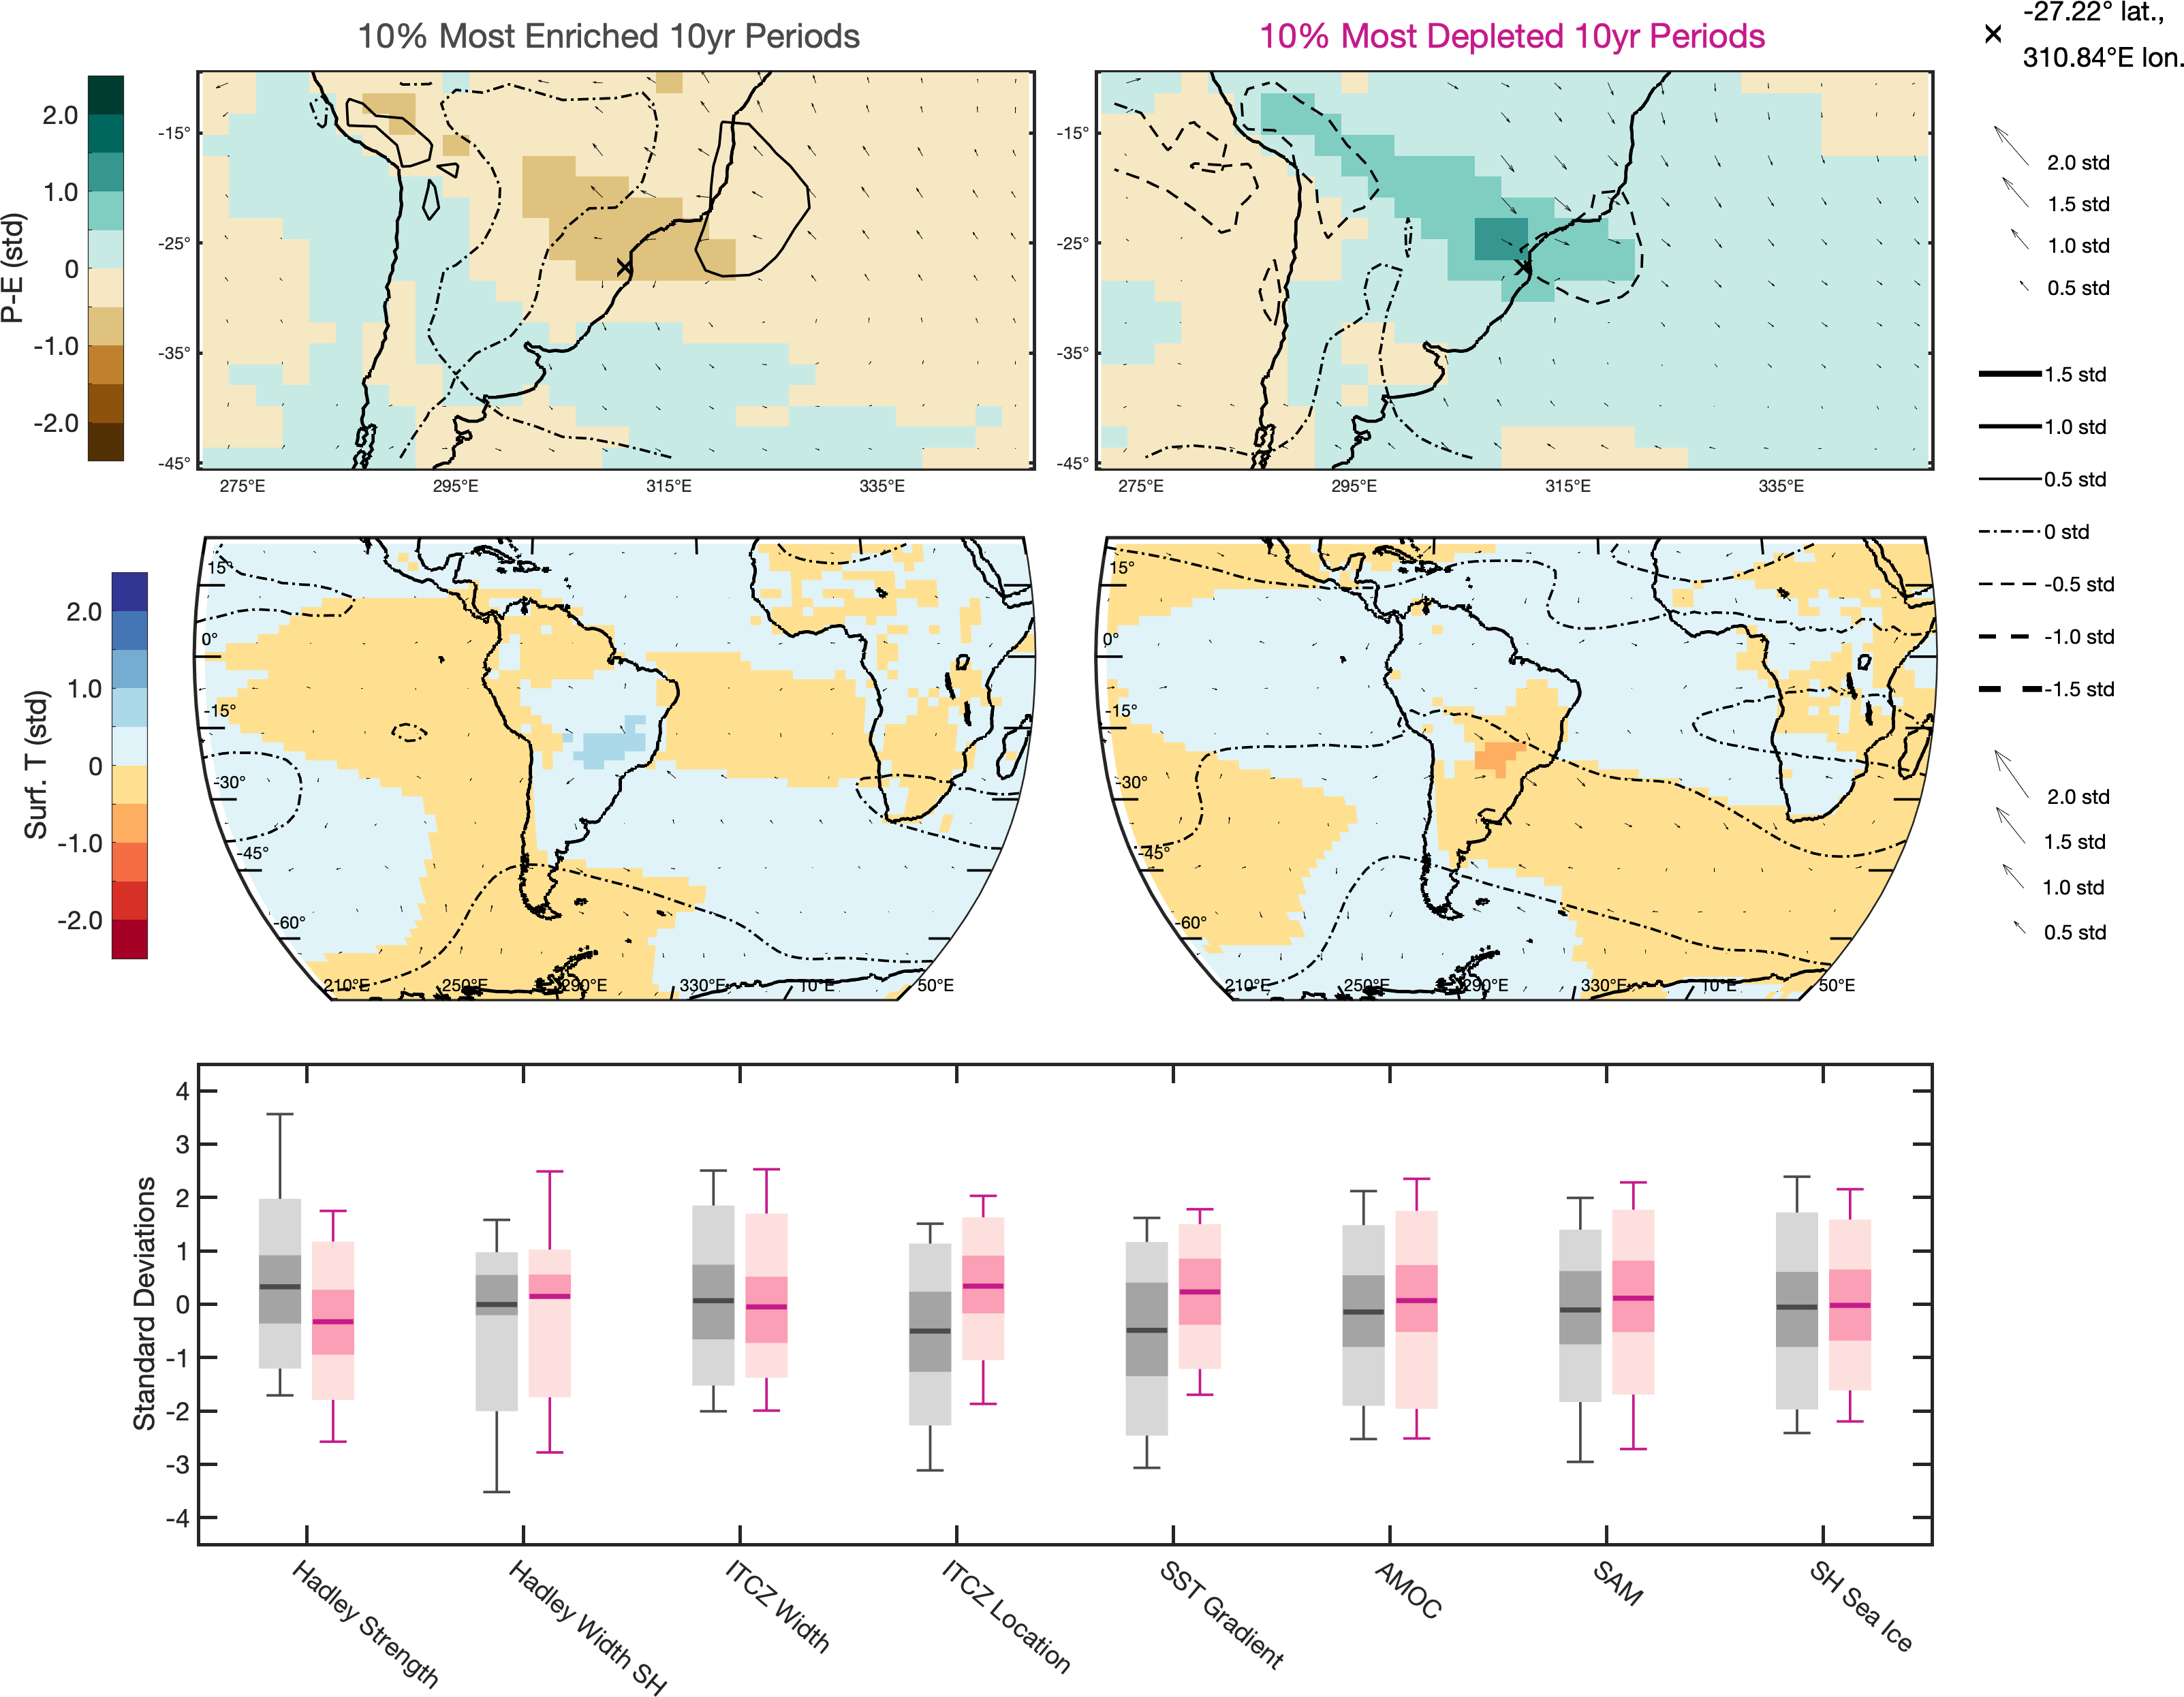 10% Most Enriched 10yr Periods
10% Most Depleted 10yr Periods
-27.22° lat.,
310.84°E lon.
P-E (std)
2.0
1.0
0
-1.0
-2.0
-15°
-25°
-35°
-45°
275°E
295°E
315°E
335°E
-15°
-25°
-35°
-45°
275°E
295°E
315°E
335°E
2.0 std
1.5 std
1.0 std
0.5 std
1.5 std
1.0 std
0.5 std
0 std
-0.5 std
-1.0 std
-1.5 std
Surf. T (std)
2.0
1.0
0
-1.0
-2.0
15°
0°
-15°
-30°
-45°
-60°
210°E
250°E
290°E
330°E
10°E
50°E
15°
0°
-15°
-30°
-45°
-60°
210°E
250°E
290°E
330°E
10°E
50°E
2.0 std
1.5 std
1.0 std
0.5 std
Standard Deviations
4
3
2
1
0
-1
-2
-3
-4
Hadley Strength
Hadley Width SH
ITCZ Width
ITCZ Location
SST Gradient
AMOC
SAM
SH Sea Ice